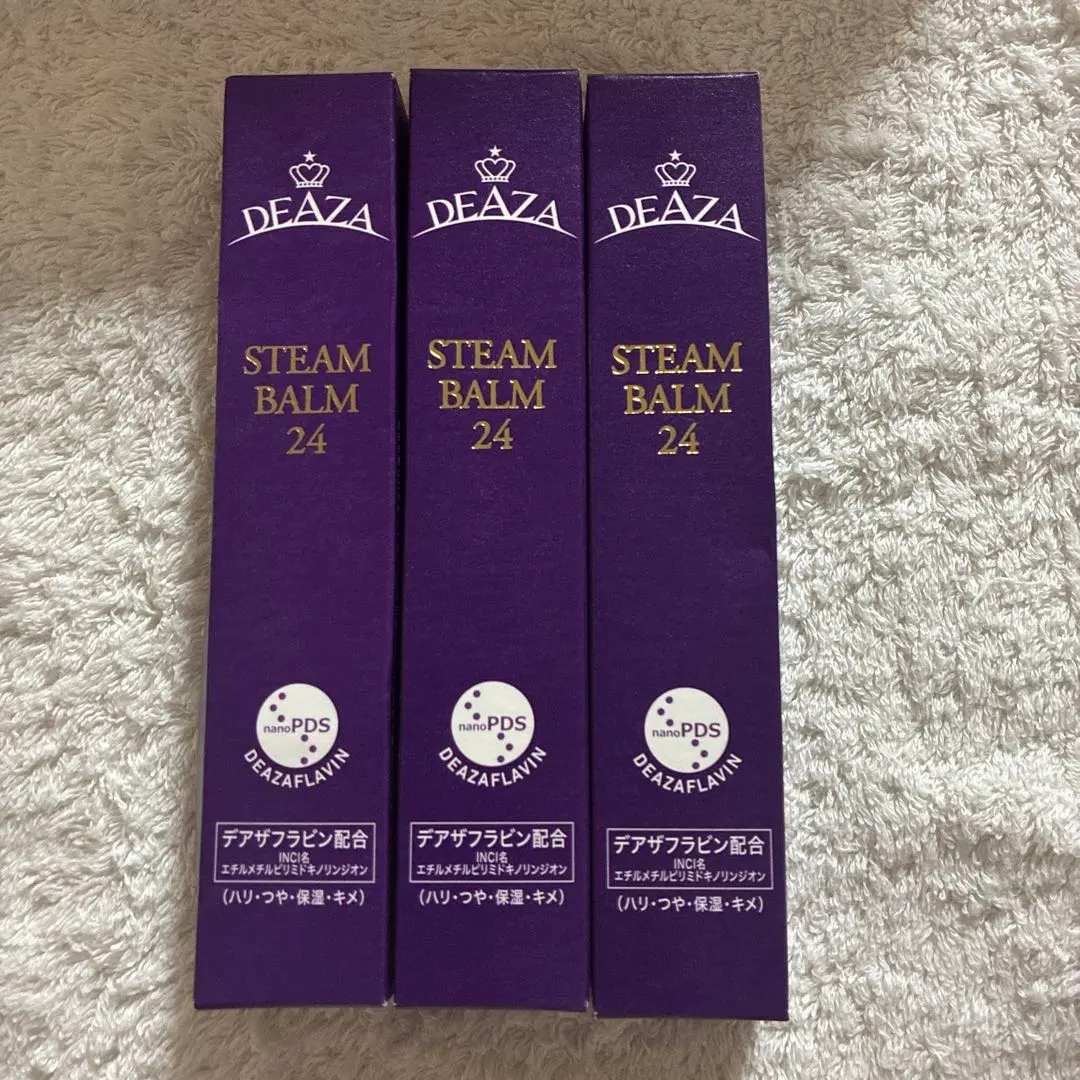 DEAZA
STEAM
BALM
24
nanoPDS
DEAZAFLAVIN
デアザフラビン配合
INCI名
エチルメチルピリミドキノリンジオン
(ハリ・つや・保湿・キメ)
DEAZA
STEAM
BALM
24
nanoPDS
DEAZAFLAVIN
デアザフラビン配合
INCI名
エチルメチルピリミドキノリンジオン
(ハリ・つや・保湿・キメ)
DEAZA
STEAM
BALM
24
nanoPDS
DEAZAFLAVIN
デアザフラビン配合
INCI名
エチルメチルピリミドキノリンジオン
(ハリ・つや・保湿・キメ)